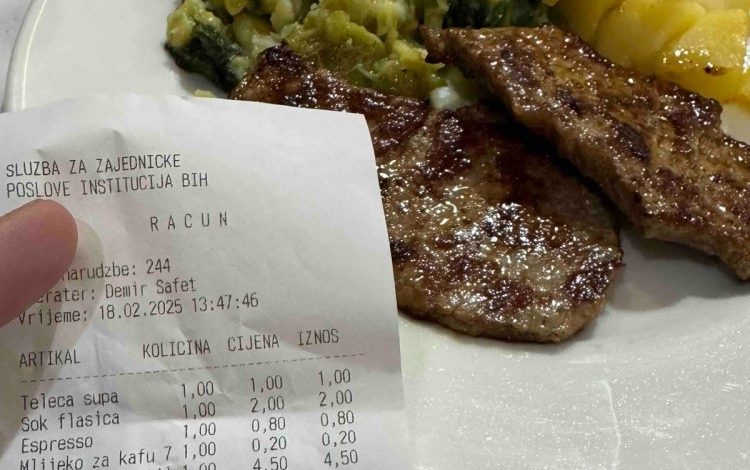 SLUZBA ZA ZAJEDNICKE
POSLOVE INSTITUCIJA BIH
R A C U N
narudzbe: 244
Demir Safet
Vrijeme: 18.02.2025 13:47:46
ARTIKAL KOLICINA CIJENA IZNOS
Teleca supa 1,00 1,00 1,00
Sok flasica 1,00 2,00 2,00
Espresso 1,00 0,80 0,80
Mlijeko za kafu 7 1,00 0,20 0,20
1,00 4,50 4,50